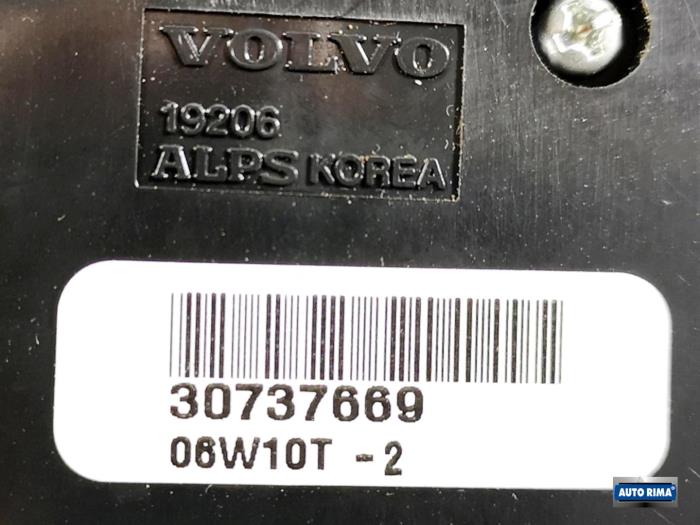 VOLVO
19206
ALPS KOREA
30737669
06W10T -2
AUTO RIMA®